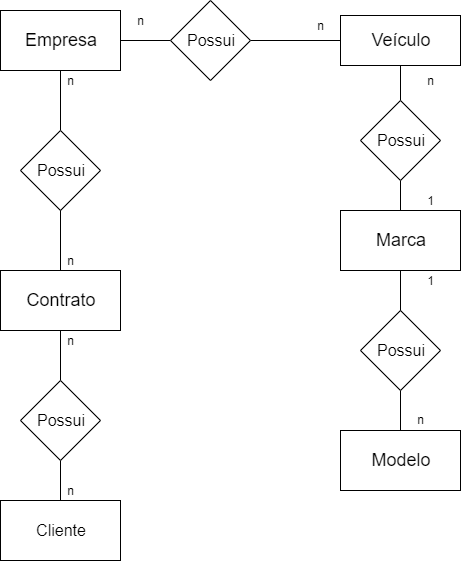 n
n
Empresa
Possui
Veículo
n
n
Possui
Possui
n
1
Contrato
Marca
n
1
Possui
Possui
n
n
Cliente
Modelo